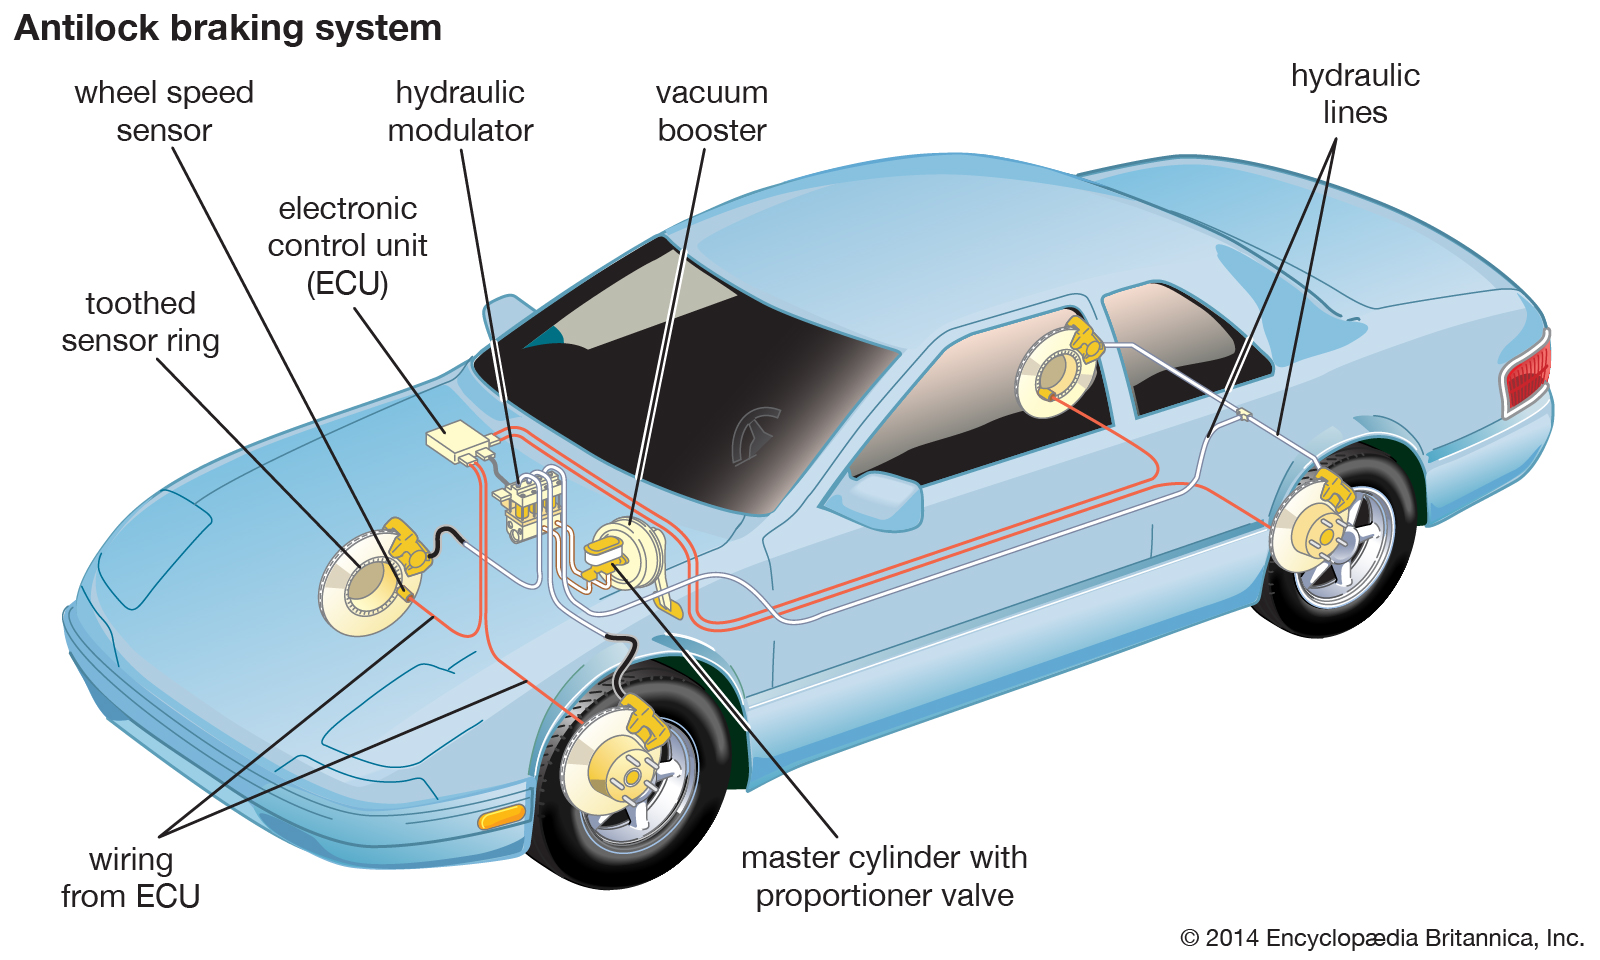 Antilock braking system
wheel speed
sensor
hydraulic
modulator
vacuum
booster
hydraulic
lines
electronic
control unit
(ECU)
toothed
sensor ring
wiring
from ECU
master cylinder with
proportioner valve
© 2014 Encyclopædia Britannica, Inc.